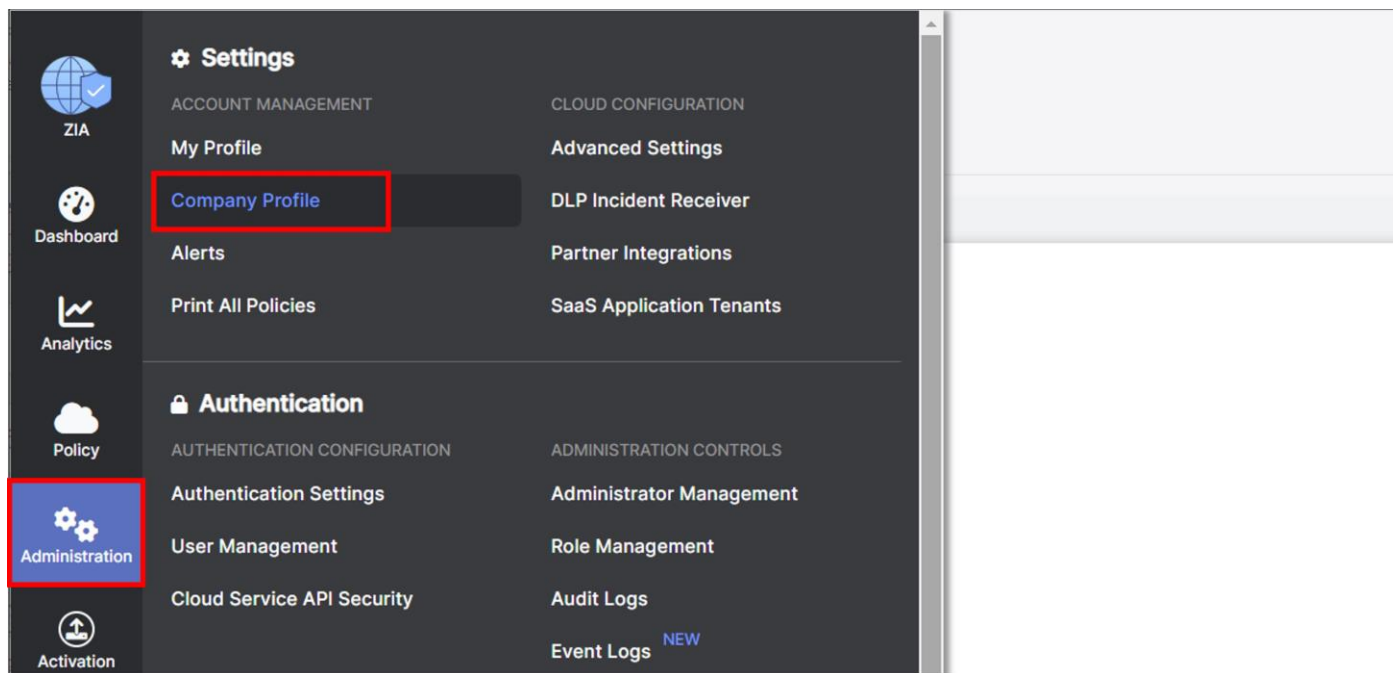 ZIA
Dashboard
Analytics
Policy
Administration
Activation
Settings
ACCOUNT MANAGEMENT
My Profile
Company Profile
Alerts
Print All Policies
CLOUD CONFIGURATION
Advanced Settings
DLP Incident Receiver
Partner Integrations
SaaS Application Tenants
Authentication
AUTHENTICATION CONFIGURATION
Authentication Settings
User Management
Cloud Service API Security
ADMINISTRATION CONTROLS
Administrator Management
Role Management
Audit Logs
Event Logs NEW